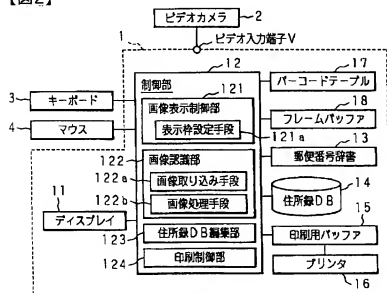 【図2】
ビデオカメラ 2
1 ビデオ入力端子V
12 17
制御部 バーコードテーブル
3 キーボード 121 18
画像表示制御部 フレームバッファ
4 マウス 表示枠設定手段 121a 13
122 画像認識部 郵便番号辞書
122a 画像取り込み手段 14
11 122b 画像処理手段 住所録DB
ディスプレイ 15
123 住所録DB編集部 印刷用バッファ
124 印刷制御部 プリンタ
16